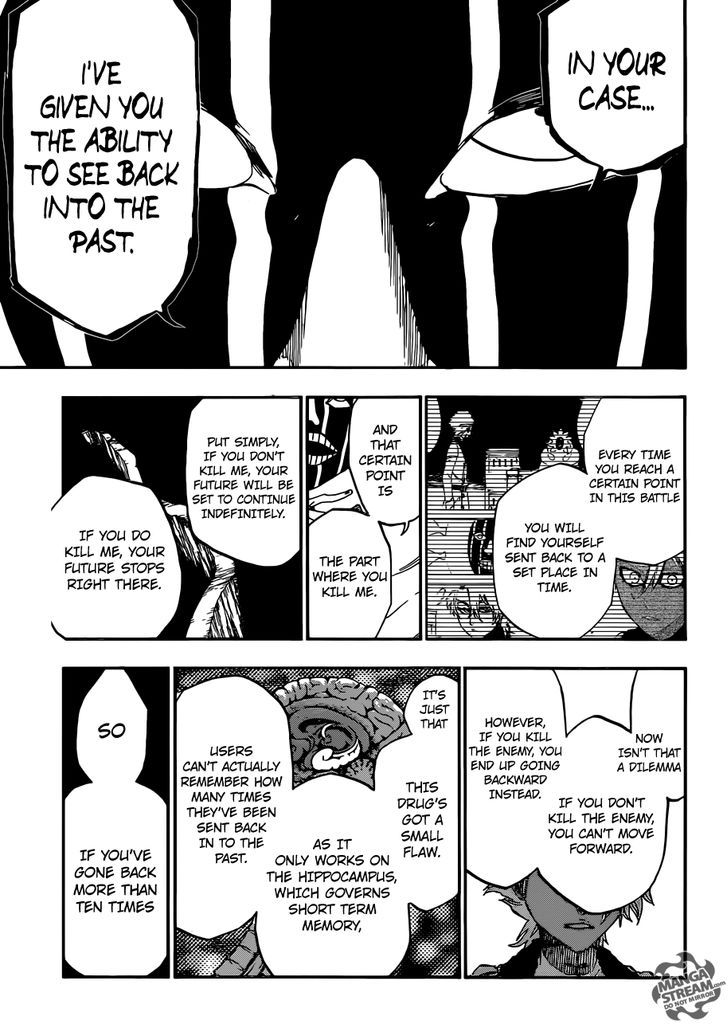 IN YOUR
CASE...
I'VE
GIVEN YOU
THE ABILITY
TO SEE BACK
INTO THE
PAST.
EVERY TIME
YOU REACH A
CERTAIN POINT
IN THIS BATTLE
YOU WILL
FIND YOURSELF
SENT BACK TO A
SET PLACE IN
TIME.
AND
THAT
CERTAIN
POINT
IS
THE PART
WHERE YOU
KILL ME.
PUT SIMPLY,
IF YOU DON'T
KILL ME, YOUR
FUTURE WILL BE
SET TO CONTINUE
INDEFINITELY.
IF YOU DO
KILL ME, YOUR
FUTURE STOPS
RIGHT THERE.
NOW
ISN'T THAT
A DILEMMA
IF YOU DON'T
KILL THE ENEMY,
YOU CAN'T MOVE
FORWARD.
HOWEVER,
IF YOU KILL
THE ENEMY, YOU
END UP GOING
BACKWARD
INSTEAD.
IT'S
JUST
THAT
THIS
DRUG'S
GOT A
SMALL
FLAW.
AS IT
ONLY WORKS ON
THE HIPPOCAMPUS,
WHICH GOVERNS
SHORT TERM
MEMORY,
USERS
CAN'T ACTUALLY
REMEMBER HOW
MANY TIMES
THEY'VE BEEN
SENT BACK
IN TO THE
PAST.
SO
IF YOU'VE
GONE BACK
MORE THAN
TEN TIMES
MANGA
STREAM.com
DO NOT MIRROR!